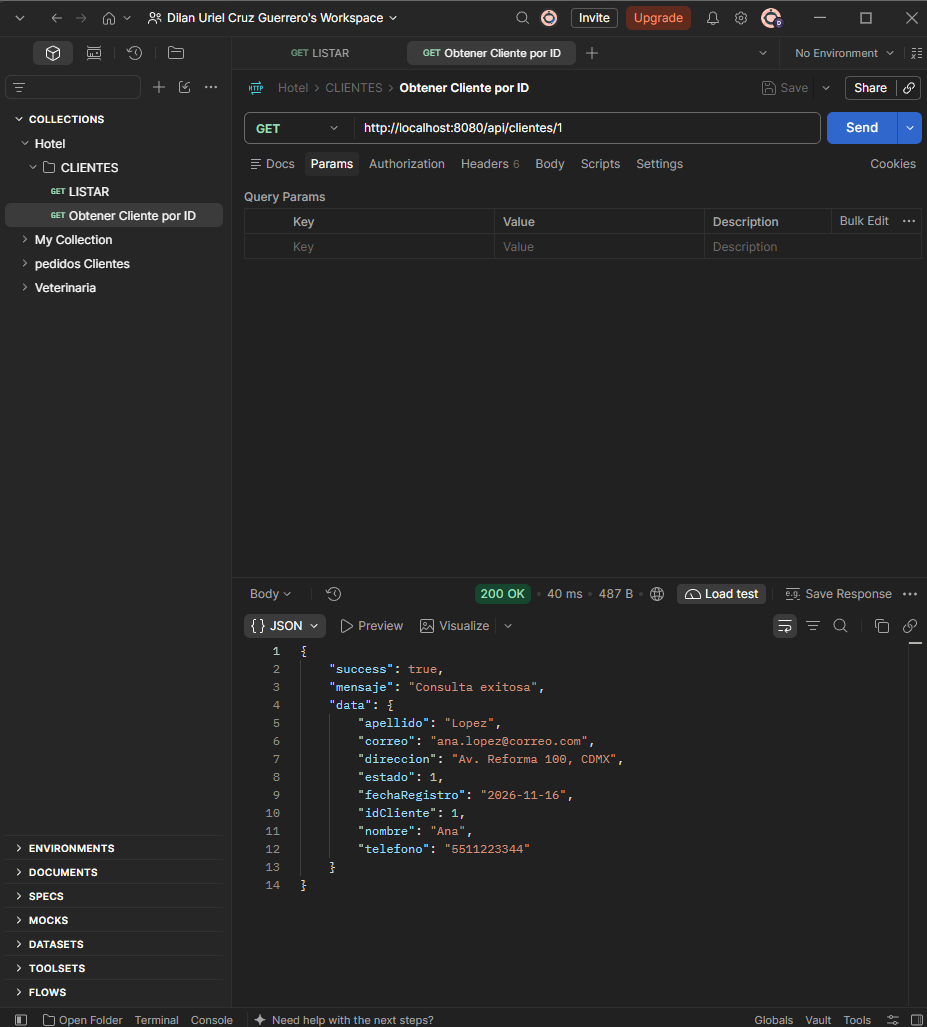 Dilan Uriel Cruz Guerrero's Workspace
Invite
Upgrade
GET LISTAR
GET Obtener Cliente por ID
No Environment
HTTP
Hotel > CLIENTES > Obtener Cliente por ID
Save
Share
COLLECTIONS
Hotel
CLIENTES
GET LISTAR
GET Obtener Cliente por ID
My Collection
pedidos Clientes
Veterinaria
GET
http://localhost:8080/api/clientes/1
Send
Docs Params Authorization Headers 6 Body Scripts Settings Cookies
Query Params
Key Value Description Bulk Edit
Key Value Description
Body
200 OK • 40 ms • 487 B
Load test
e.g. Save Response
{} JSON Preview Visualize
1 {
2 "success": true,
3 "mensaje": "Consulta exitosa",
4 "data": {
5 "apellido": "Lopez",
6 "correo": "ana.lopez@correo.com",
7 "direccion": "Av. Reforma 100, CDMX",
8 "estado": 1,
9 "fechaRegistro": "2026-11-16",
10 "idCliente": 1,
11 "nombre": "Ana",
12 "telefono": "5511223344"
13 }
14 }
ENVIRONMENTS
DOCUMENTS
SPECS
MOCKS
DATASETS
TOOLSETS
FLOWS
Open Folder Terminal Console Need help with the next steps? Globals Vault Tools